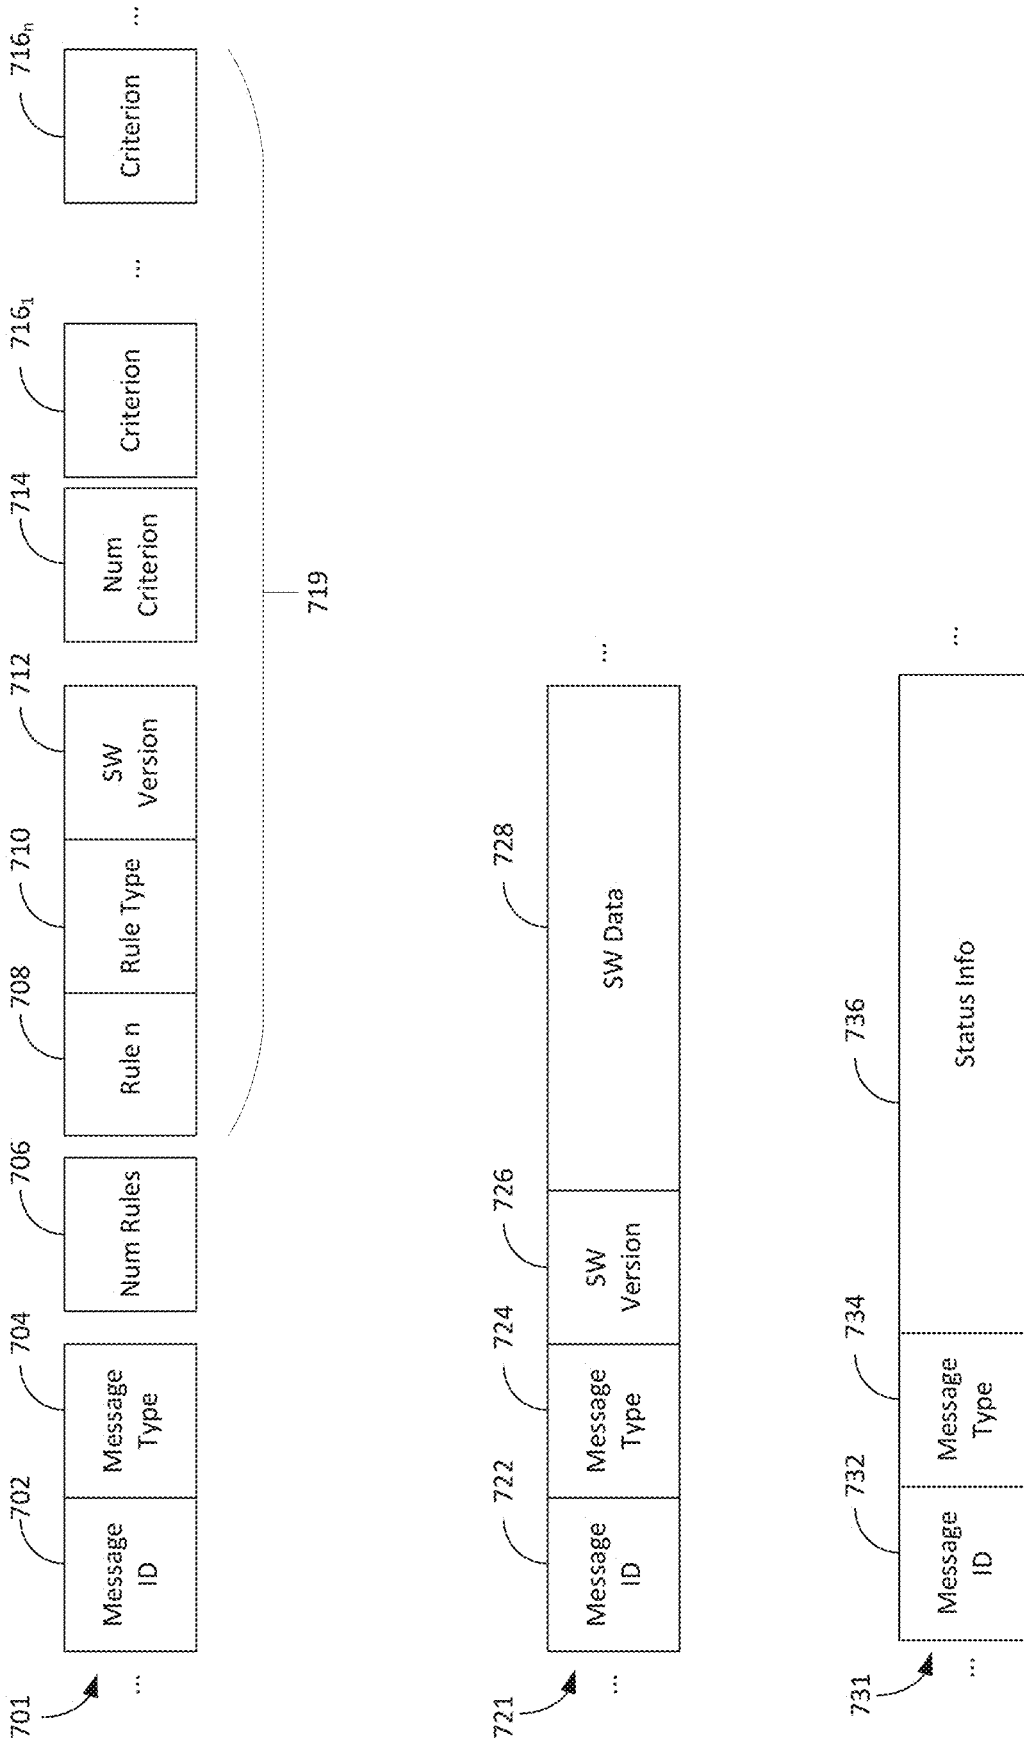 701
702
704
706
708
710
712
714
716₁
716ₙ
...
Message
ID
Message
Type
Num Rules
Rule n
Rule Type
SW
Version
Num
Criterion
Criterion
...
Criterion
...
719
721
722
724
726
728
...
Message
ID
Message
Type
SW
Version
SW Data
...
731
732
734
736
...
Message
ID
Message
Type
Status Info
...